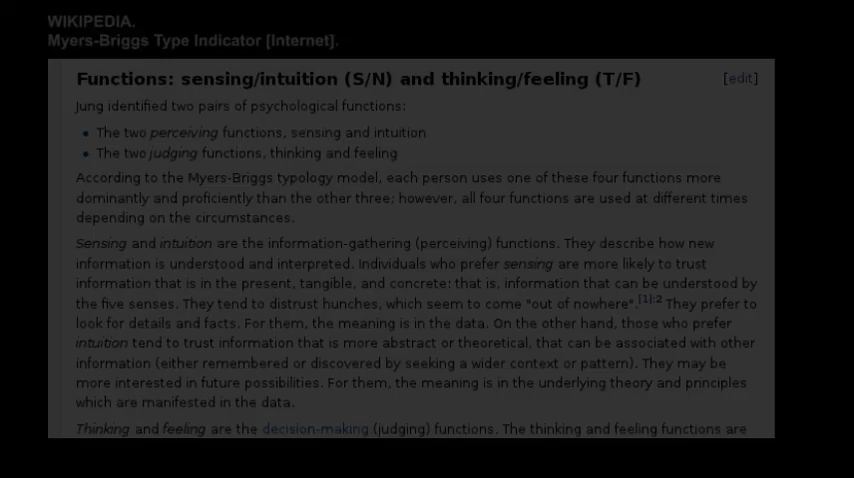 WIKIPEDIA.
Myers-Briggs Type Indicator [Internet].
Functions: sensing/intuition (S/N) and thinking/feeling (T/F) [edit]
Jung identified two pairs of psychological functions:
• The two perceiving functions, sensing and intuition
• The two judging functions, thinking and feeling
According to the Myers-Briggs typology model, each person uses one of these four functions more
dominantly and proficiently than the other three; however, all four functions are used at different times
depending on the circumstances.
Sensing and intuition are the information-gathering (perceiving) functions. They describe how new
information is understood and interpreted. Individuals who prefer sensing are more likely to trust
information that is in the present, tangible, and concrete: that is, information that can be understood by
the five senses. They tend to distrust hunches, which seem to come "out of nowhere".[1]:2 They prefer to
look for details and facts. For them, the meaning is in the data. On the other hand, those who prefer
intuition tend to trust information that is more abstract or theoretical, that can be associated with other
information (either remembered or discovered by seeking a wider context or pattern). They may be
more interested in future possibilities. For them, the meaning is in the underlying theory and principles
which are manifested in the data.
Thinking and feeling are the decision-making (judging) functions. The thinking and feeling functions are